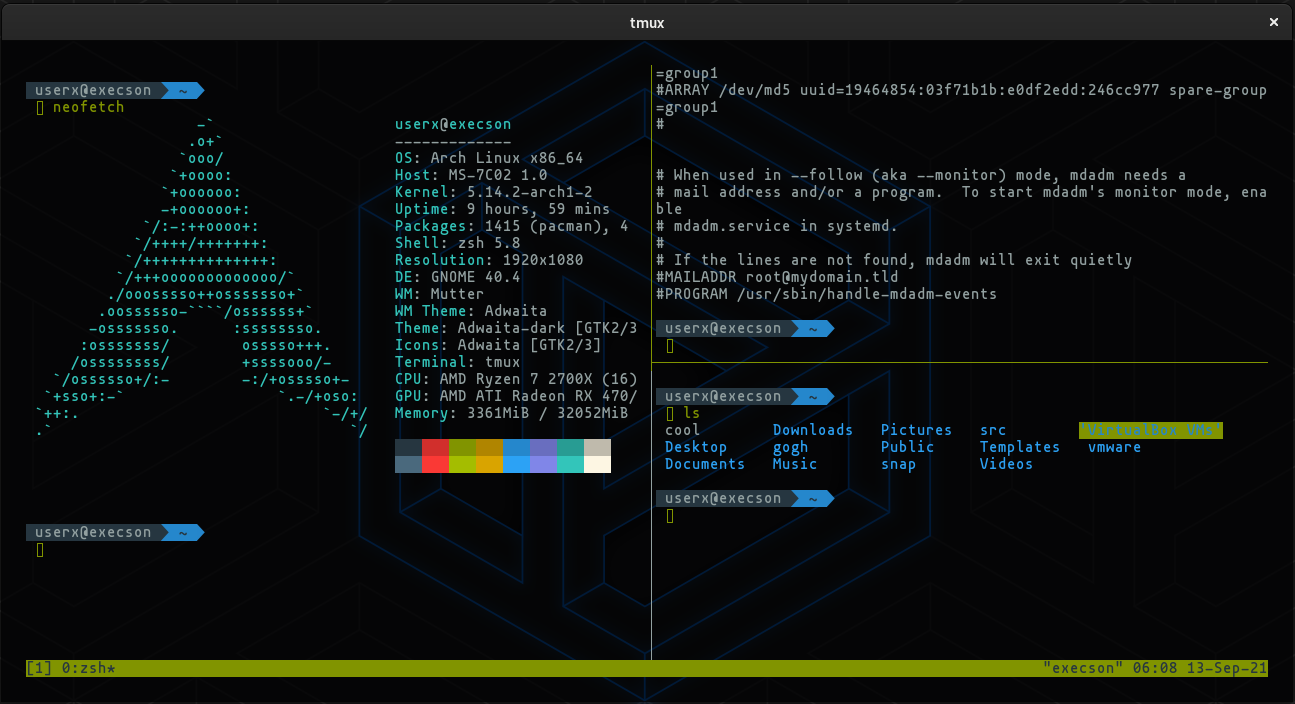 tmux
userx@execson ~
neofetch
-`
.o+`
`ooo/
`+oooo:
`+oooooo:
-+oooooo+:
`/:-:++oooo+:
`/++++/+++++++:
`/++++++++++++++:
`/+++ooooooooooooo/`
./ooosssso++osssssso+`
.oossssso-````/ossssss+`
-osssssso.      :ssssssso.
:osssssss/        osssso+++.
/ossssssss/        +ssssooo/-
`/ossssso+/:-        -:/+osssso+-
`+sso+:-`                 `.-/+oso:
`++:.                           `-/+/
.`                                 `/
userx@execson
-------------
OS: Arch Linux x86_64
Host: MS-7C02 1.0
Kernel: 5.14.2-arch1-2
Uptime: 9 hours, 59 mins
Packages: 1415 (pacman), 4
Shell: zsh 5.8
Resolution: 1920x1080
DE: GNOME 40.4
WM: Mutter
WM Theme: Adwaita
Theme: Adwaita-dark [GTK2/3
Icons: Adwaita [GTK2/3]
Terminal: tmux
CPU: AMD Ryzen 7 2700X (16)
GPU: AMD ATI Radeon RX 470/
Memory: 3361MiB / 32052MiB
userx@execson ~
=group1
#ARRAY /dev/md5 uuid=19464854:03f71b1b:e0df2edd:246cc977 spare-group
=group1
#
# When used in --follow (aka --monitor) mode, mdadm needs a
# mail address and/or a program.  To start mdadm's monitor mode, ena
ble
# mdadm.service in systemd.
#
# If the lines are not found, mdadm will exit quietly
#MAILADDR root@mydomain.tld
#PROGRAM /usr/sbin/handle-mdadm-events
userx@execson ~
userx@execson ~
ls
cool Downloads Pictures src 'VirtualBox VMs'
Desktop gogh Public Templates vmware
Documents Music snap Videos
userx@execson ~
[1] 0:zsh* "execson" 06:08 13-Sep-21